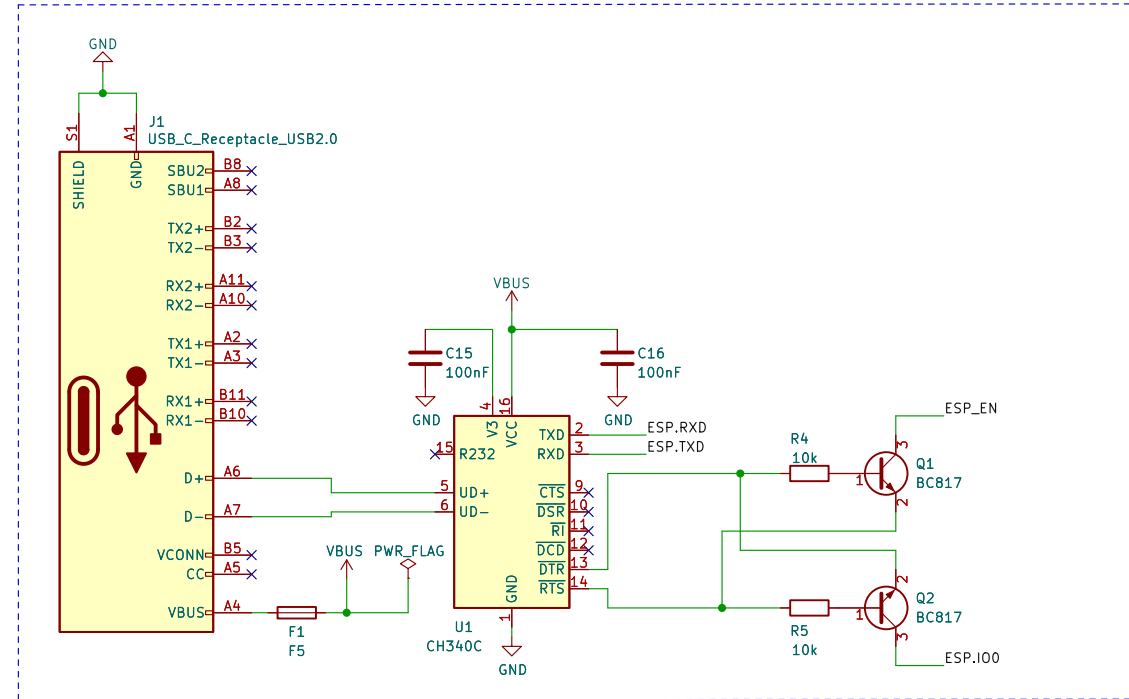 GND
S1
A1
J1
USB_C_Receptacle_USB2.0
SHIELD
GND
SBU2 B8
SBU1 A8
TX2+ B2
TX2- B3
RX2+ A11
RX2- A10
TX1+ A2
TX1- A3
RX1+ B11
RX1- B10
D+ A6
D- A7
VCONN B5
CC A5
VBUS A4
F1
F5
VBUS
PWR_FLAG
VBUS
C15
100nF
GND
C16
100nF
GND
4
16
V3
VCC
15 R232
5 UD+
6 UD-
TXD 2
RXD 3
CTS 9
DSR 10
RI 11
DCD 12
DTR 13
RTS 14
GND
1
U1
CH340C
GND
ESP.RXD
ESP.TXD
R4
10k
ESP_EN
3
1
2
Q1
BC817
R5
10k
2
1
3
Q2
BC817
ESP.IO0